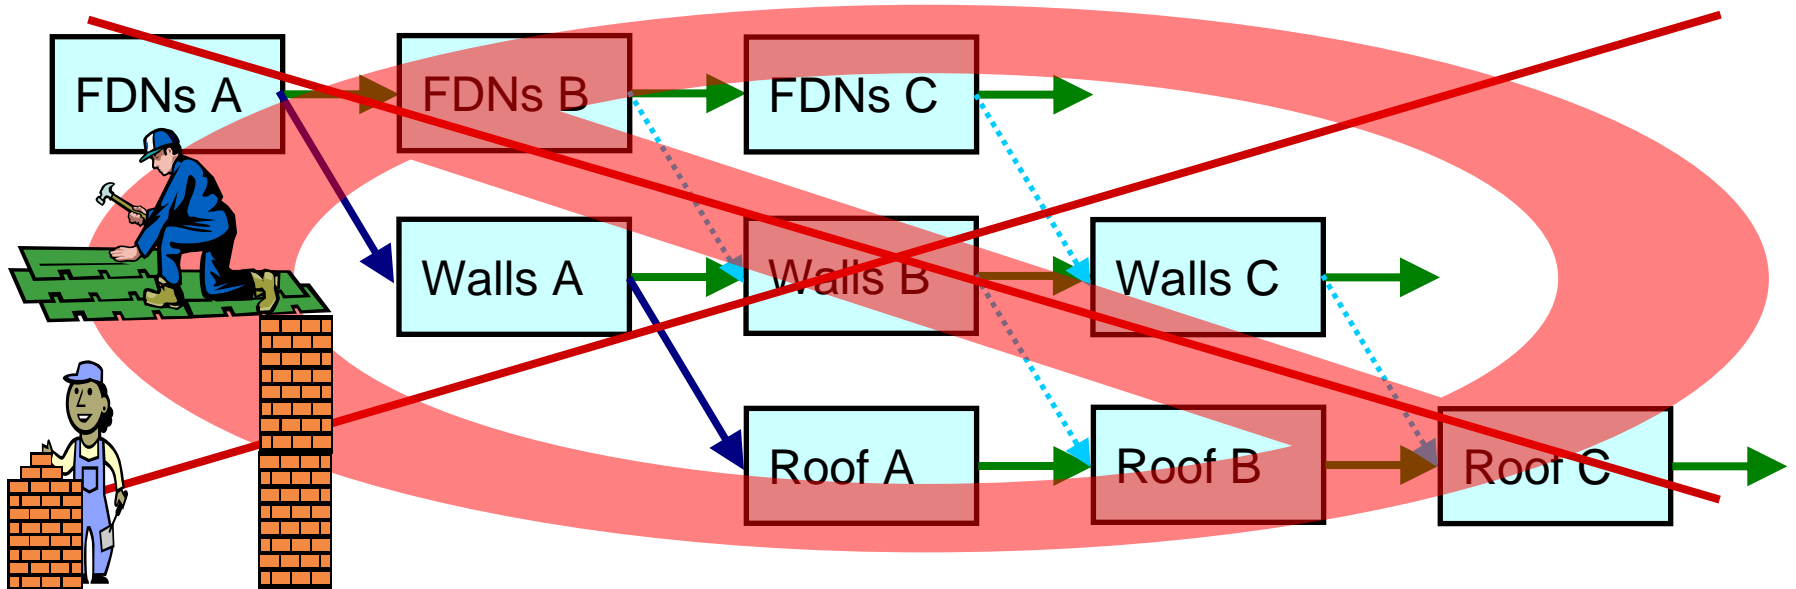 FDNs A
FDNs B
FDNs C
Walls A
Walls B
Walls C
Roof A
Roof B
Roof C